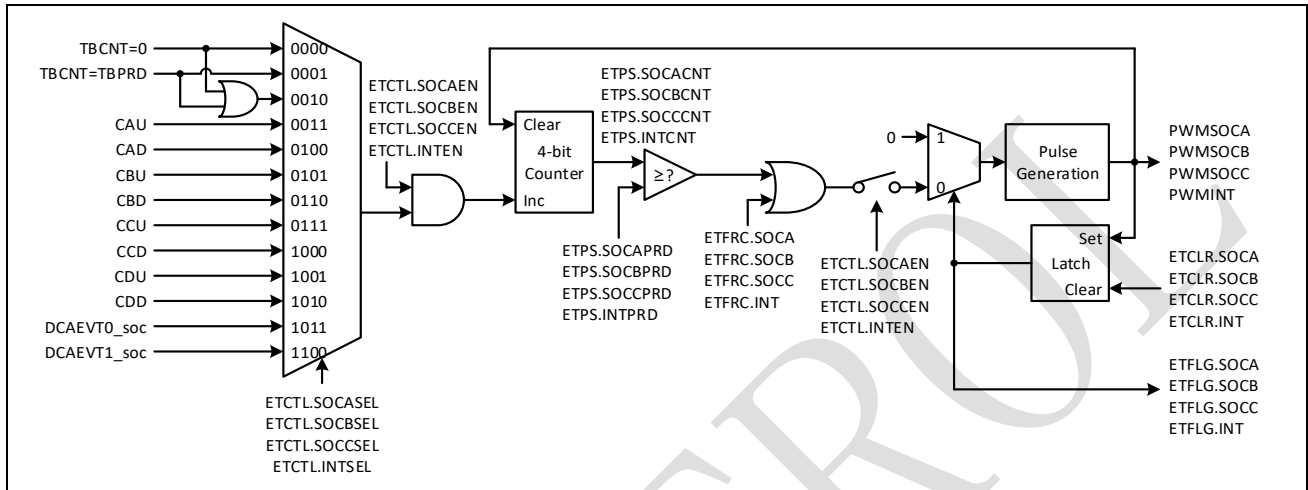 TBCNT=0
TBCNT=TBPRD
CAU
CAD
CBU
CBD
CCU
CCD
CDU
CDD
DCAEVT0_soc
DCAEVT1_soc
0000
0001
0010
0011
0100
0101
0110
0111
1000
1001
1010
1011
1100
ETCTL.SOCASEL
ETCTL.SOCBSEL
ETCTL.SOCCSEL
ETCTL.INTSEL
ETCTL.SOCAEN
ETCTL.SOCBEN
ETCTL.SOCCEN
ETCTL.INTEN
Clear
4-bit
Counter
Inc
ETPS.SOCACNT
ETPS.SOCBCNT
ETPS.SOCCCNT
ETPS.INTCNT
≥?
ETPS.SOCAPRD
ETPS.SOCBPRD
ETPS.SOCCPRD
ETPS.INTPRD
ETFRC.SOCA
ETFRC.SOCB
ETFRC.SOCC
ETFRC.INT
ETCTL.SOCAEN
ETCTL.SOCBEN
ETCTL.SOCCEN
ETCTL.INTEN
0
1
0
Pulse
Generation
Set
Latch
Clear
PWMSOCA
PWMSOCB
PWMSOCC
PWMINT
ETCLR.SOCA
ETCLR.SOCB
ETCLR.SOCC
ETCLR.INT
ETFLG.SOCA
ETFLG.SOCB
ETFLG.SOCC
ETFLG.INT